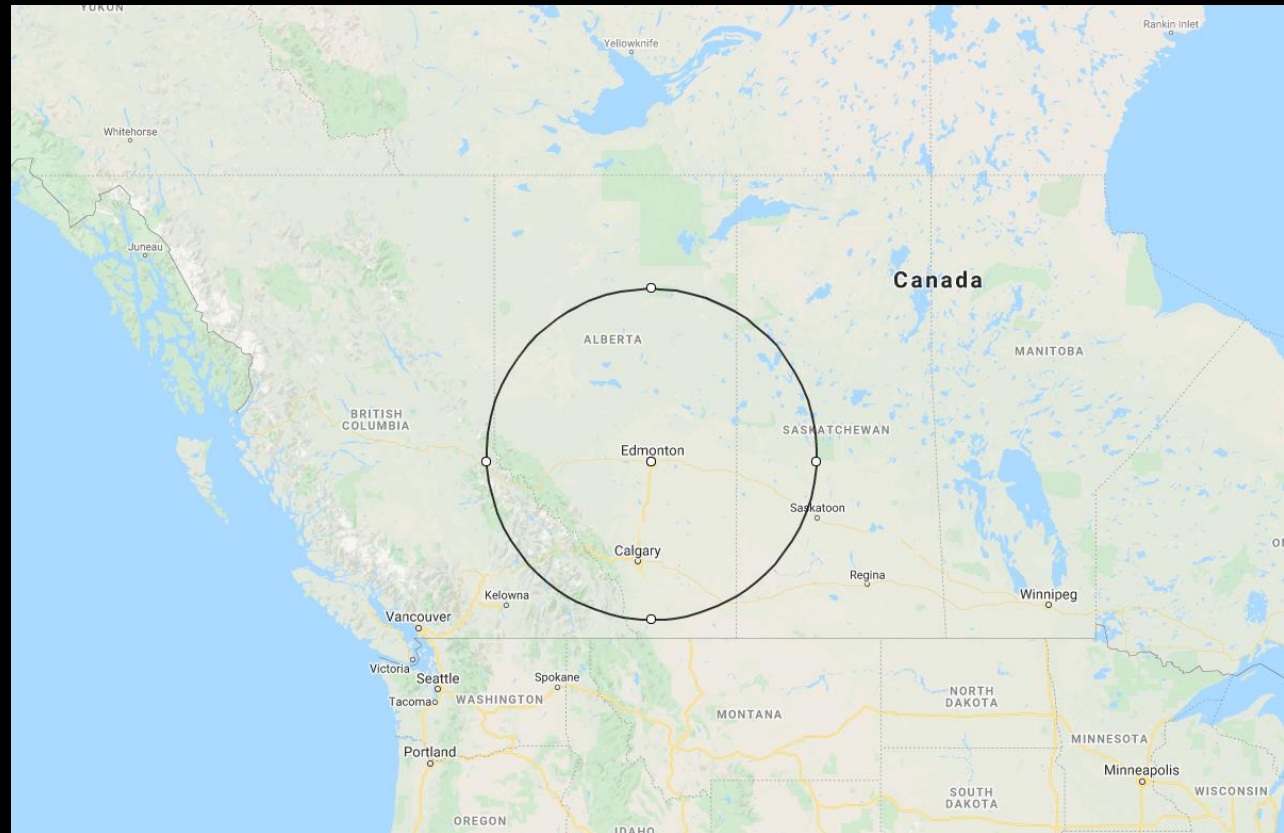 YUKON
Rankin Inlet
Yellowknife
Whitehorse
Juneau
Canada
ALBERTA
MANITOBA
BRITISH
COLUMBIA
SASKATCHEWAN
Edmonton
Saskatoon
Calgary
Regina
Kelowna
Winnipeg
Vancouver
Victoria
Spokane
Seattle
Tacoma
WASHINGTON
NORTH
DAKOTA
MONTANA
MINNESOTA
Portland
Minneapolis
SOUTH
DAKOTA
WISCONSIN
OREGON
IDAHO